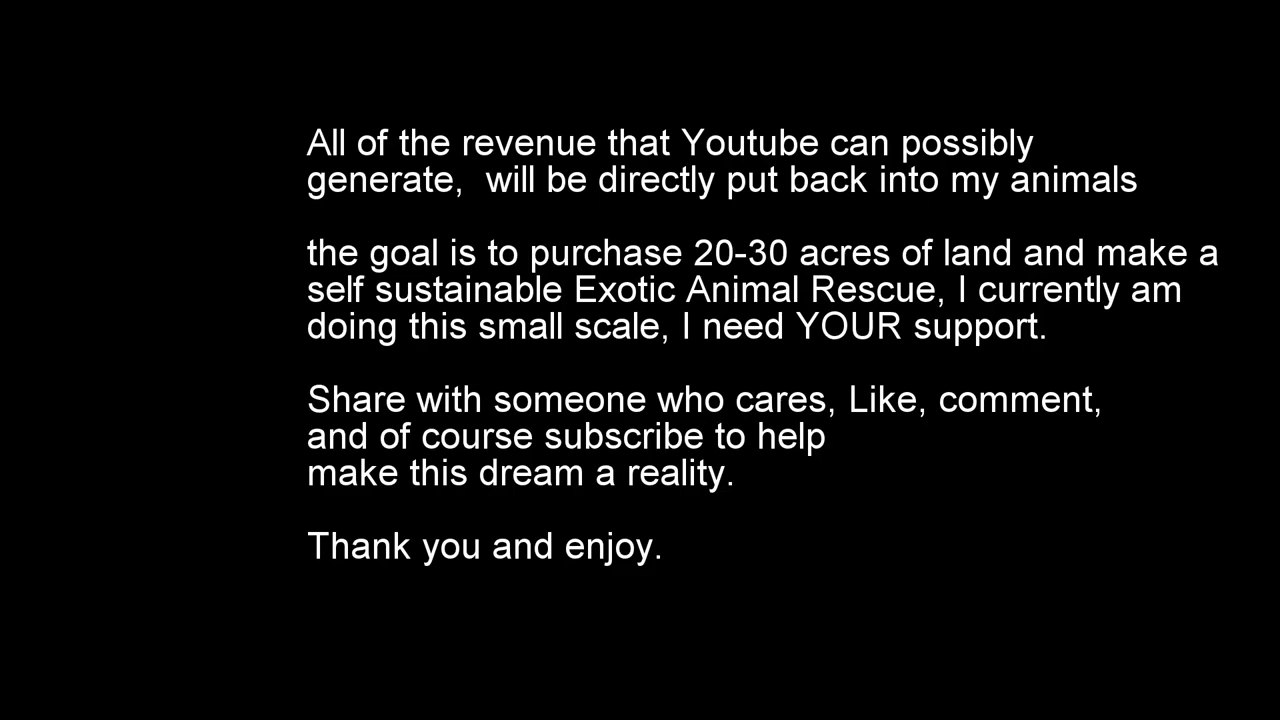 All of the revenue that Youtube can possibly
generate,  will be directly put back into my animals
the goal is to purchase 20-30 acres of land and make a
self sustainable Exotic Animal Rescue, I currently am
doing this small scale, I need YOUR support.
Share with someone who cares, Like, comment,
and of course subscribe to help
make this dream a reality.
Thank you and enjoy.